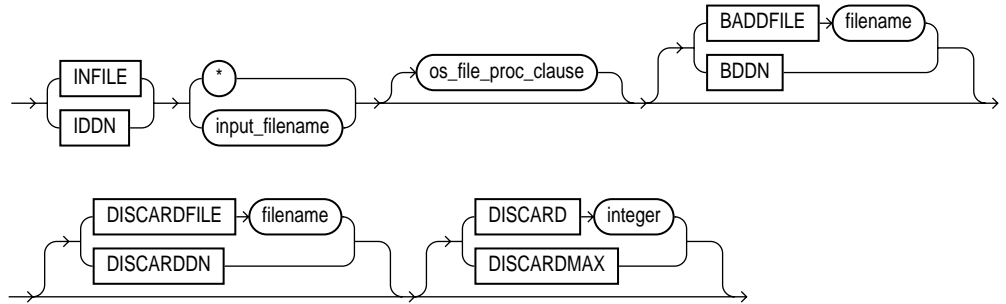 INFILE
IDDN
*
input_filename
os_file_proc_clause
BADDFILE filename
BDDN
DISCARDFILE filename
DISCARDDN
DISCARD integer
DISCARDMAX